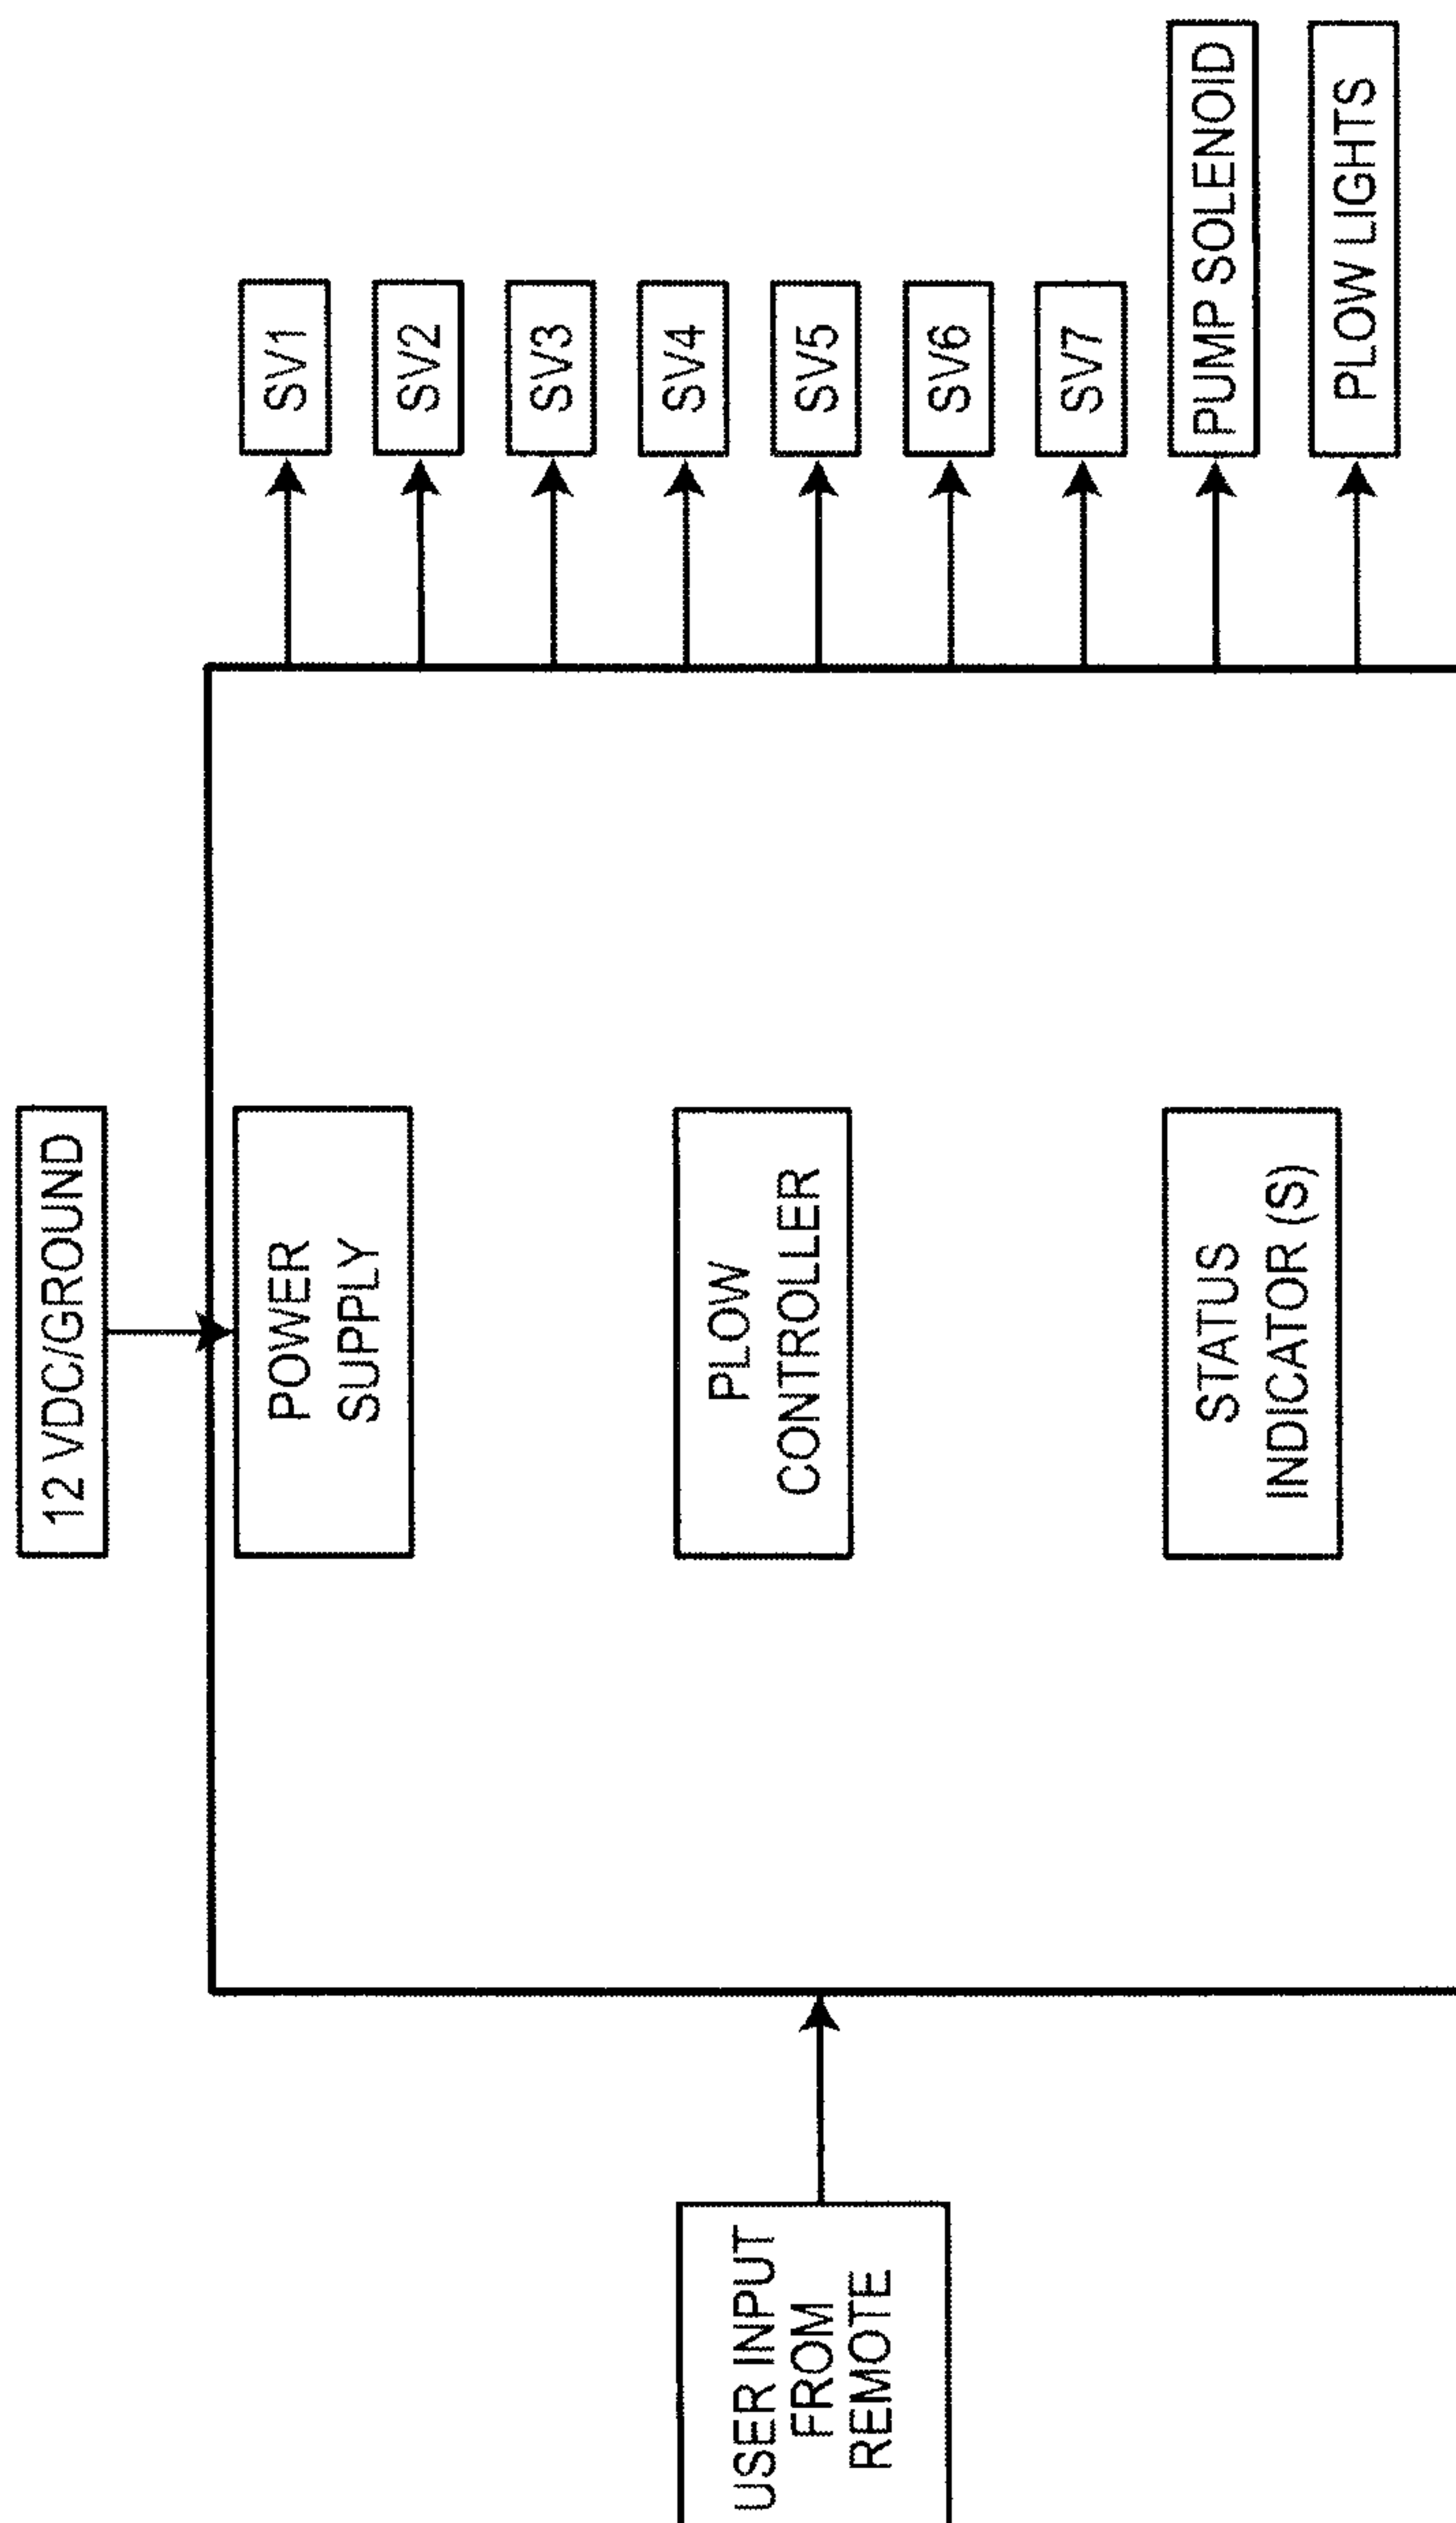 12 VDC/GROUND
USER INPUT
FROM
REMOTE
POWER
SUPPLY
PLOW
CONTROLLER
STATUS
INDICATOR (S)
SV1
SV2
SV3
SV4
SV5
SV6
SV7
PUMP SOLENOID
PLOW LIGHTS